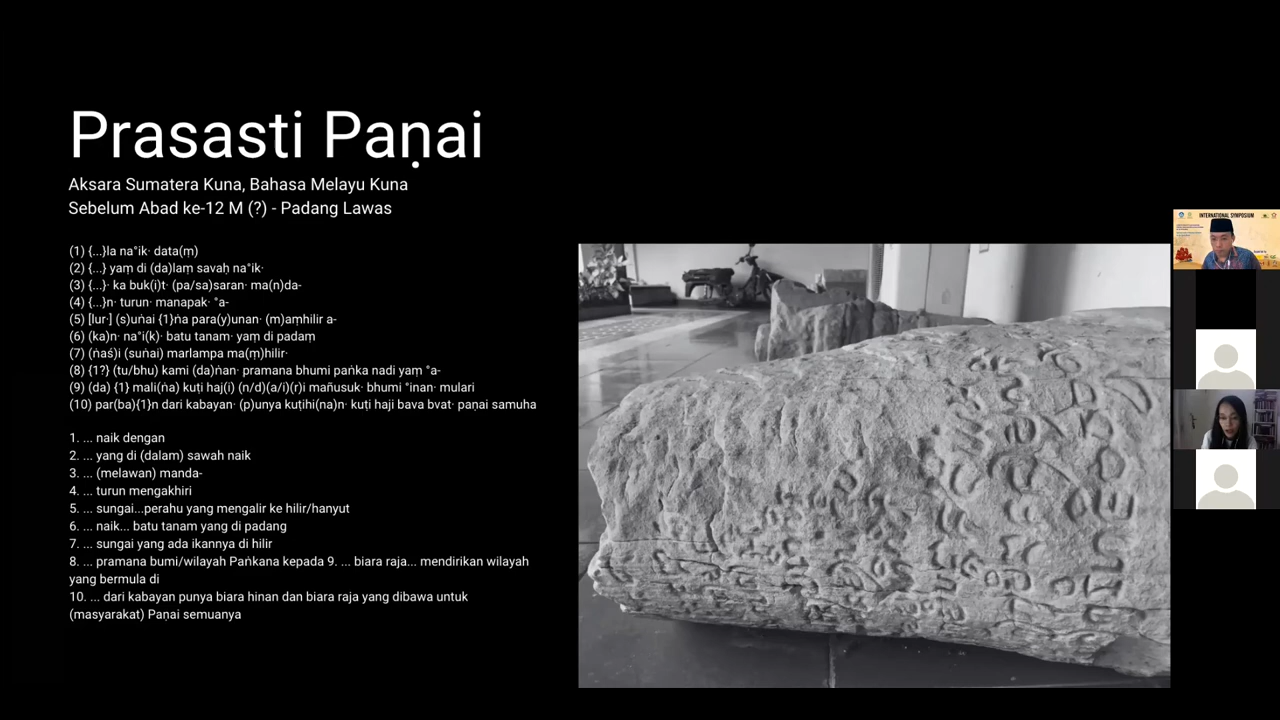 Prasasti Paṇai
Aksara Sumatera Kuna, Bahasa Melayu Kuna
Sebelum Abad ke-12 M (?) - Padang Lawas
(1) {...}la na°ik· data(ṃ)
(2) {...} yaṃ di (da)laṃ savaḥ na°ik·
(3) {...}· ka buk(i)t· (pa/sa)saran· ma(n)da-
(4) {...}n· turun· manapak· °a-
(5) [lur·] (s)uṅai {1}ṅa para(y)unan· (m)aṃhilir a-
(6) (ka)n· na°i(k)· batu tanam· yaṃ di padaṃ
(7) (ṅaś)i (suṅai) marlampa ma(ṃ)hilir·
(8) {1?} (tu/bhu) kami (da)ṅan· pramana bhumi paṅka nadi yaṃ °a-
(9) (da) {1} mali(ṅa) kuṭi haj(i) (n/d)(a/i)(r)i mañusuk· bhumi °inan· mulari
(10) par(ba){1}n dari kabayan· (p)unya kuṭihi(na)n· kuṭi haji bava bvat· paṇai samuha
1. ... naik dengan
2. ... yang di (dalam) sawah naik
3. ... (melawan) manda-
4. ... turun mengakhiri
5. ... sungai...perahu yang mengalir ke hilir/hanyut
6. ... naik... batu tanam yang di padang
7. ... sungai yang ada ikannya di hilir
8. ... pramana bumi/wilayah Paṅkana kepada 9. ... biara raja... mendirikan wilayah
yang bermula di
10. ... dari kabayan punya biara hinan dan biara raja yang dibawa untuk
(masyarakat) Paṇai semuanya
INTERNATIONAL SYMPOSIUM